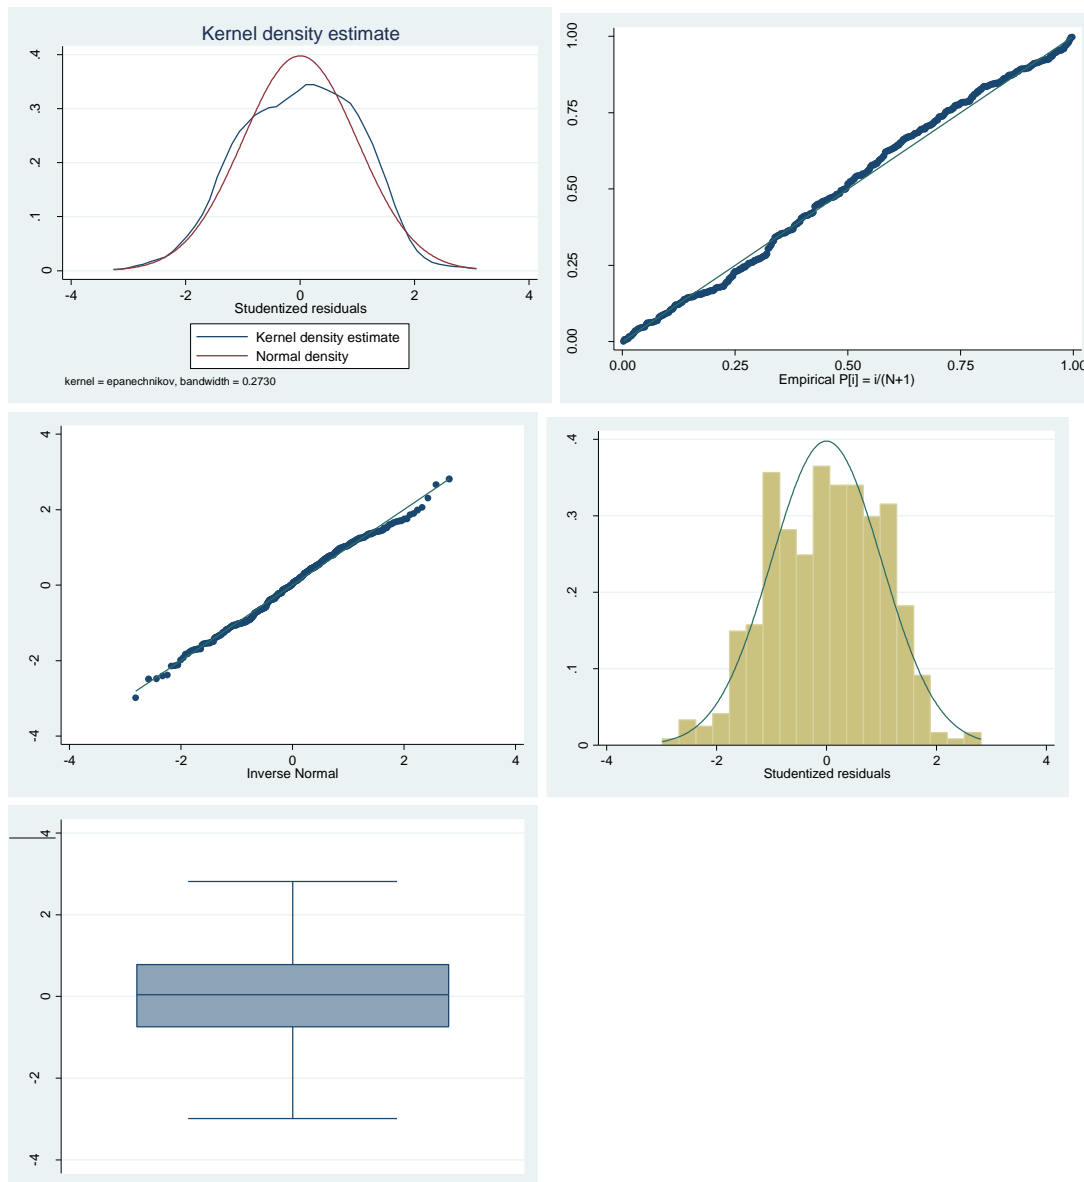 Kernel density estimate
.4
.3
.2
.1
0
-4 -2 0 2 4
Studentized residuals
Kernel density estimate
Normal density
kernel = epanechnikov, bandwidth = 0.2730
1.00
0.75
0.50
0.25
0.00
0.00 0.25 0.50 0.75 1.00
Empirical P[i] = i/(N+1)
4
2
0
-2
-4
-4 -2 0 2 4
Inverse Normal
.4
.3
.2
.1
0
-4 -2 0 2 4
Studentized residuals
4
2
0
-2
-4